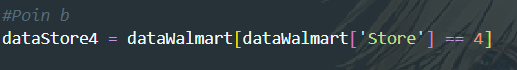 #Poin b
dataStore4 = dataWalmart[dataWalmart['Store'] == 4]